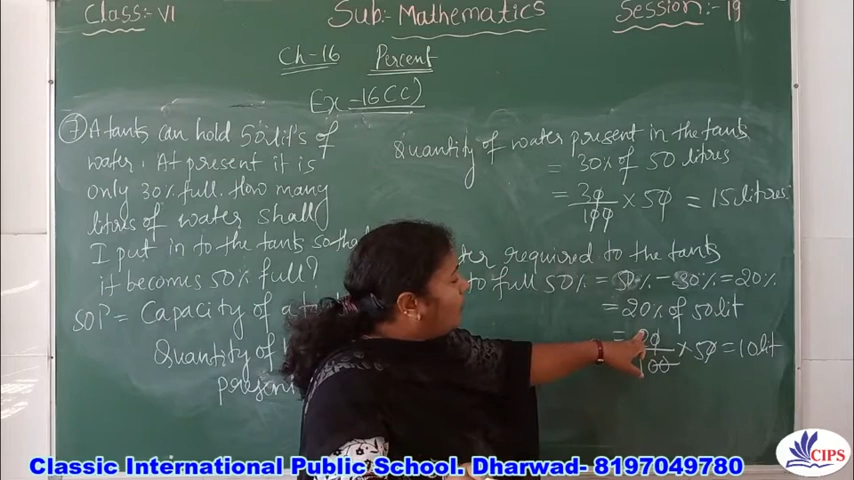 Class:- VI
Sub:- Mathematics
Session:- 19
Ch-16 Percent
Ex-16(C)
⑦ A tank can hold 50 lit's of
water. At present it is
only 30% full. How many
litres of water shall
I put in to the tank so tha
it becomes 50% full?
Sol = Capacity of a
Quantity of
present
Quantity of water present in the tank
= 30% of 50 litres
= 30/100 × 50 = 15 litres.
ter required to the tank
to full 50% = 50% - 30% = 20%
= 20% of 50 lit
= 20/100 × 50 = 10 lit
Classic International Public School. Dharwad- 8197049780
CIPS